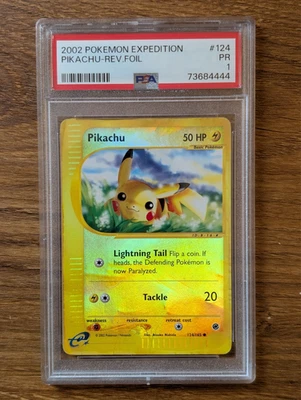 2002 POKEMON EXPEDITION #124
PIKACHU-REV.FOIL PR
PSA 1
73684444
Pikachu 50 HP
Basic Pokémon
Lightning Tail Flip a coin. If
heads, the Defending Pokémon is
now Paralyzed.
Tackle 20
weakness resistance retreat cost
e